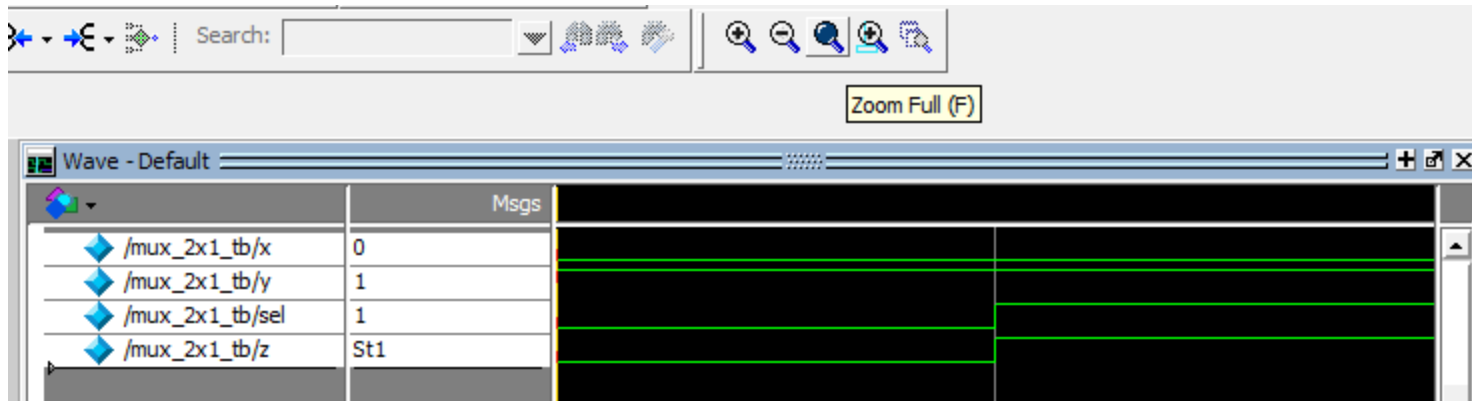 Search:
Zoom Full (F)
Wave - Default
Msgs
/mux_2x1_tb/x 0
/mux_2x1_tb/y 1
/mux_2x1_tb/sel 1
/mux_2x1_tb/z St1